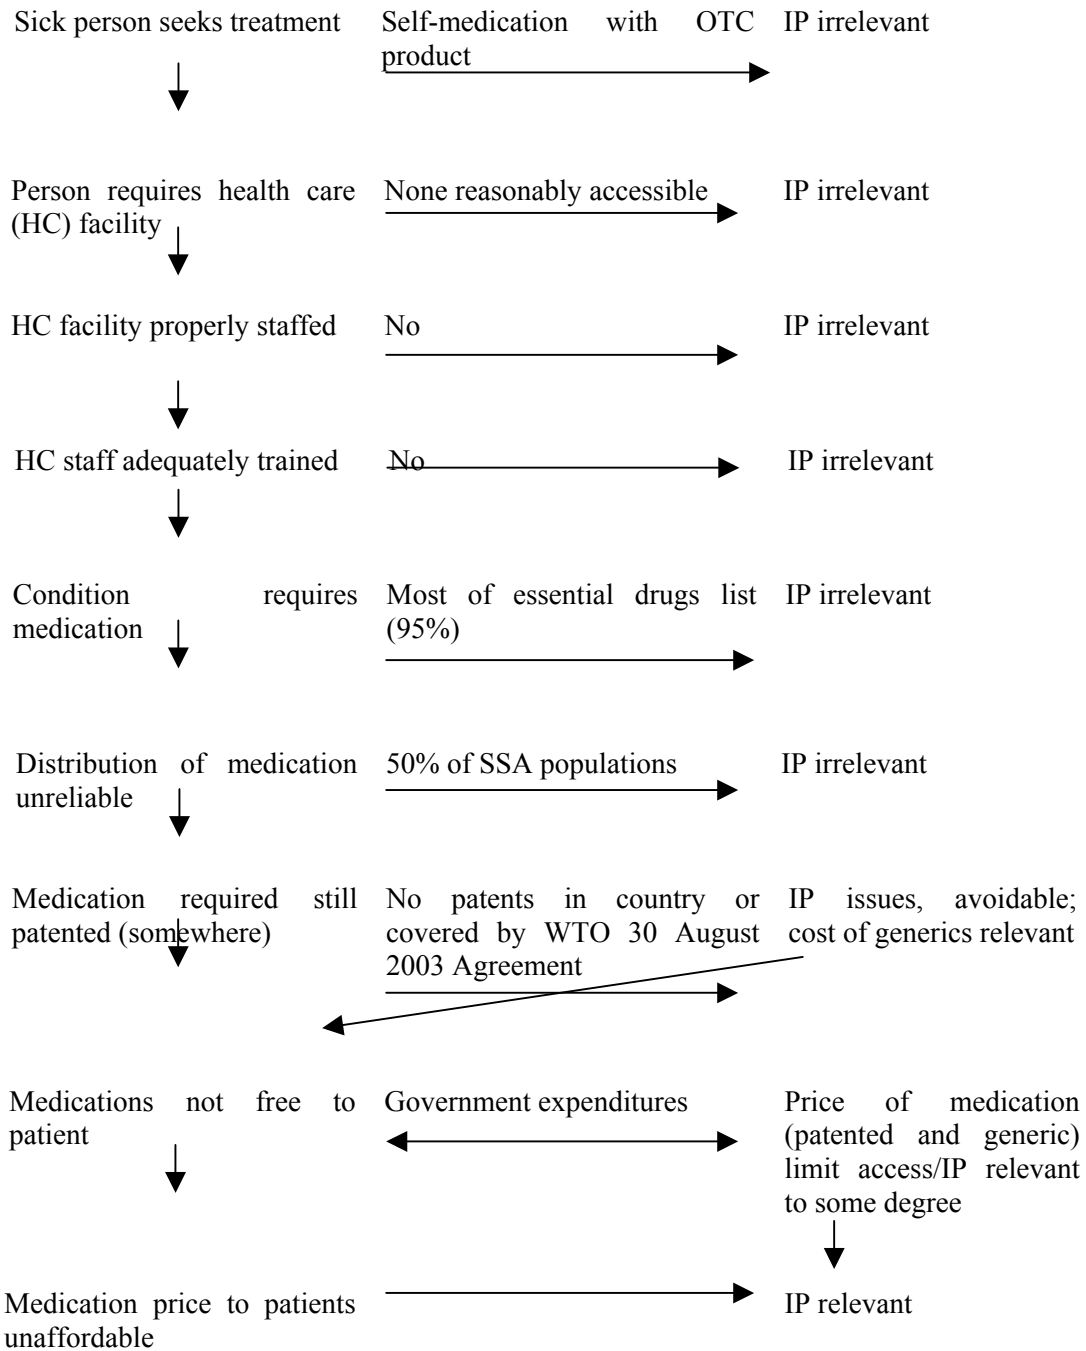 Sick person seeks treatment
Self-medication with OTC
product
IP irrelevant
Person requires health care
(HC) facility
None reasonably accessible
IP irrelevant
HC facility properly staffed
No
IP irrelevant
HC staff adequately trained
No
IP irrelevant
Condition requires
medication
Most of essential drugs list
(95%)
IP irrelevant
Distribution of medication
unreliable
50% of SSA populations
IP irrelevant
Medication required still
patented (somewhere)
No patents in country or
covered by WTO 30 August
2003 Agreement
IP issues, avoidable;
cost of generics relevant
Medications not free to
patient
Government expenditures
Price of medication
(patented and generic)
limit access/IP relevant
to some degree
Medication price to patients
unaffordable
IP relevant